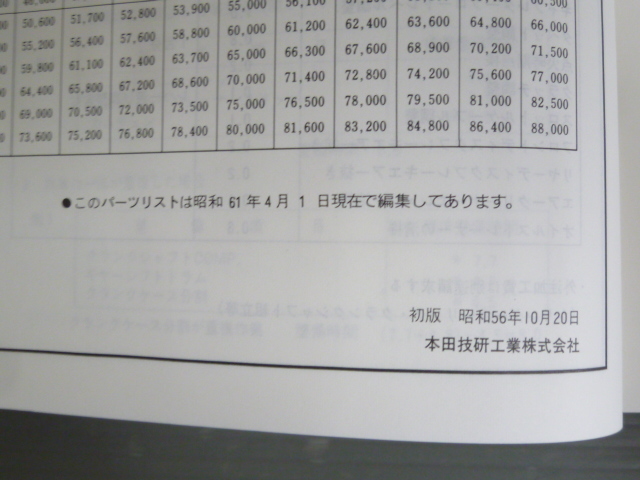 50,600 51,700 52,800 53,900 55,000 56,100
55,200 56,400 57,600 58,800 60,000 61,200 62,400 63,600 64,800 66,000
59,800 61,100 62,400 63,700 65,000 66,300 67,600 68,900 70,200 71,500
64,400 65,800 67,200 68,600 70,000 71,400 72,800 74,200 75,600 77,000
69,000 70,500 72,000 73,500 75,000 76,500 78,000 79,500 81,000 82,500
73,600 75,200 76,800 78,400 80,000 81,600 83,200 84,800 86,400 88,000
●このパーツリストは昭和 61 年 4 月 1 日現在で編集してあります。
初版 昭和56年10月20日
本田技研工業株式会社